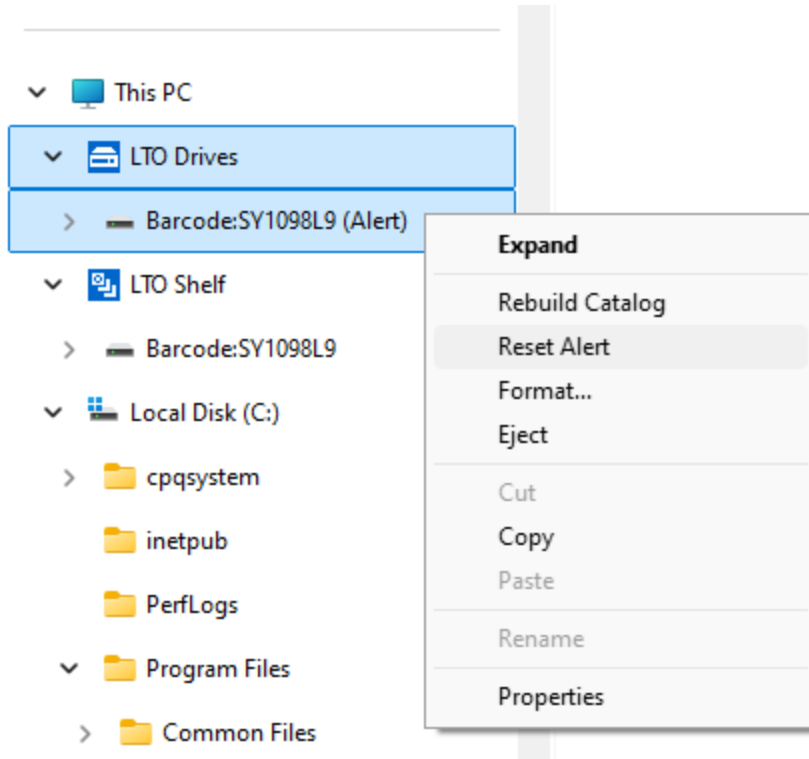 This PC
LTO Drives
Barcode:SY1098L9 (Alert)
LTO Shelf
Barcode:SY1098L9
Local Disk (C:)
cpqsystem
inetpub
PerfLogs
Program Files
Common Files
Expand
Rebuild Catalog
Reset Alert
Format...
Eject
Cut
Copy
Paste
Rename
Properties